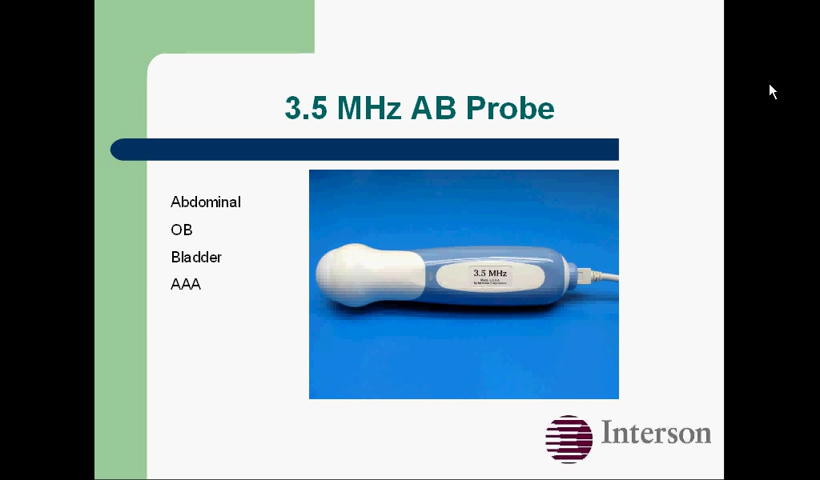 3.5 MHz AB Probe
Abdominal
OB
Bladder
AAA
3.5 MHz
Interson